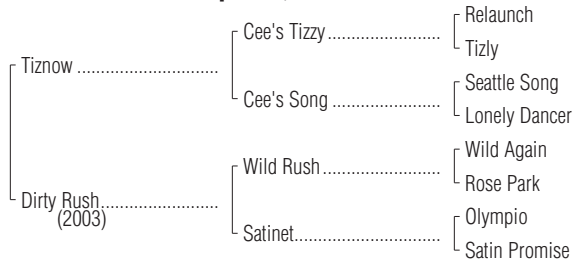 Relaunch
Cee's Tizzy
Tizly
Tiznow
Seattle Song
Cee's Song
Lonely Dancer
Wild Again
Wild Rush
Rose Park
Dirty Rush
(2003)
Olympio
Satinet
Satin Promise